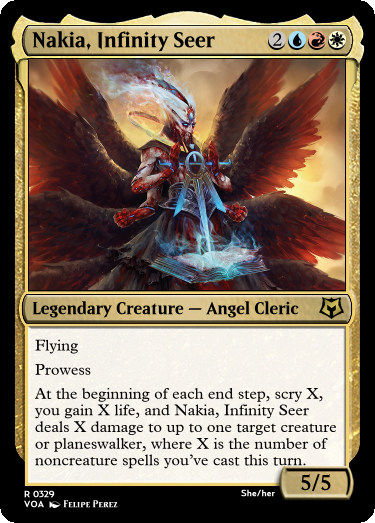 Nakia, Infinity Seer 2
Legendary Creature — Angel Cleric
Flying
Prowess
At the beginning of each end step, scry X,
you gain X life, and Nakia, Infinity Seer
deals X damage to up to one target creature
or planeswalker, where X is the number of
noncreature spells you’ve cast this turn.
5/5
R 0329 She/her
VOA Felipe Perez